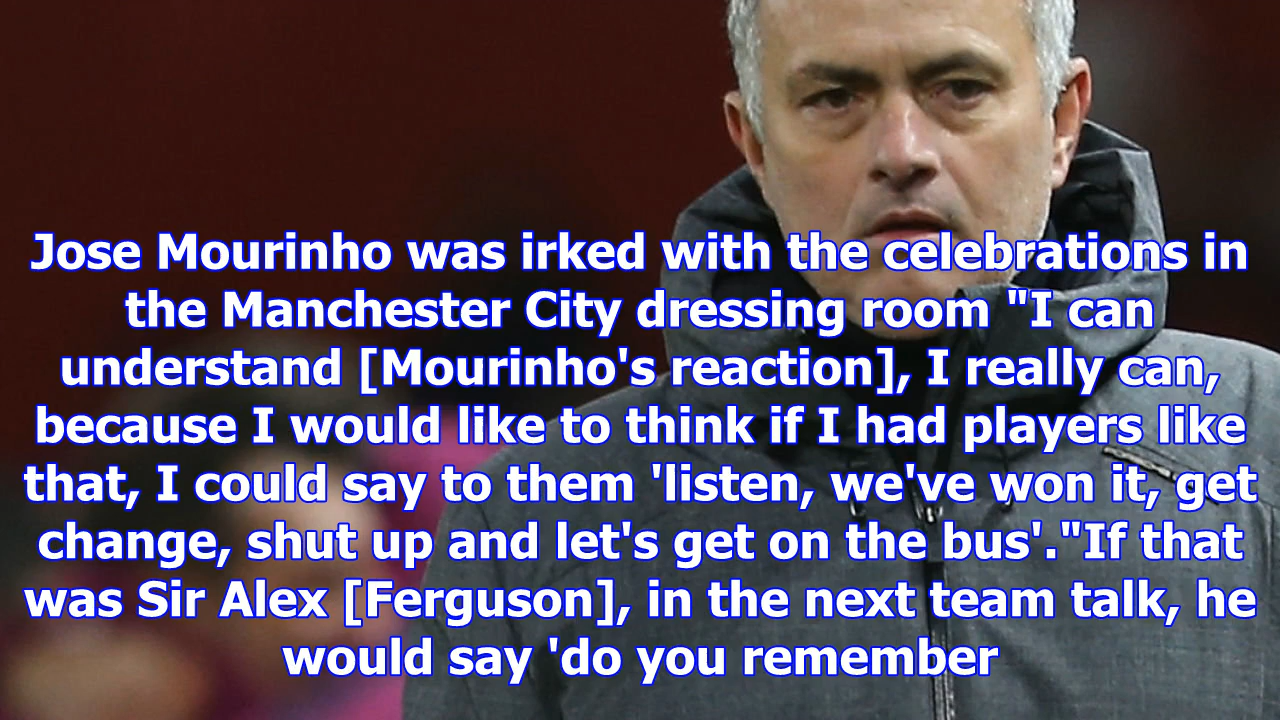 Jose Mourinho was irked with the celebrations in
the Manchester City dressing room "I can
understand [Mourinho's reaction], I really can,
because I would like to think if I had players like
that, I could say to them 'listen, we've won it, get
change, shut up and let's get on the bus'."If that
was Sir Alex [Ferguson], in the next team talk, he
would say 'do you remember